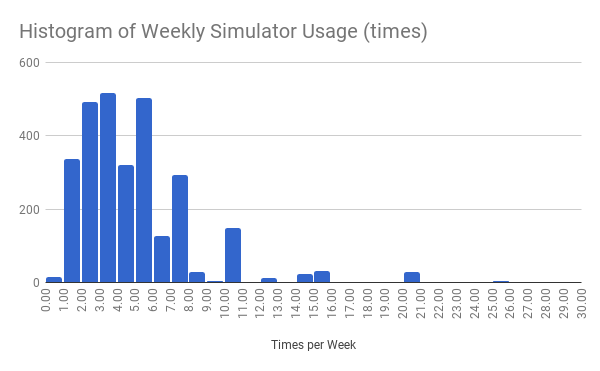 Histogram of Weekly Simulator Usage (times)
600
400
200
0
0.00 1.00 2.00 3.00 4.00 5.00 6.00 7.00 8.00 9.00 10.00 11.00 12.00 13.00 14.00 15.00 16.00 17.00 18.00 19.00 20.00 21.00 22.00 23.00 24.00 25.00 26.00 27.00 28.00 29.00 30.00
Times per Week